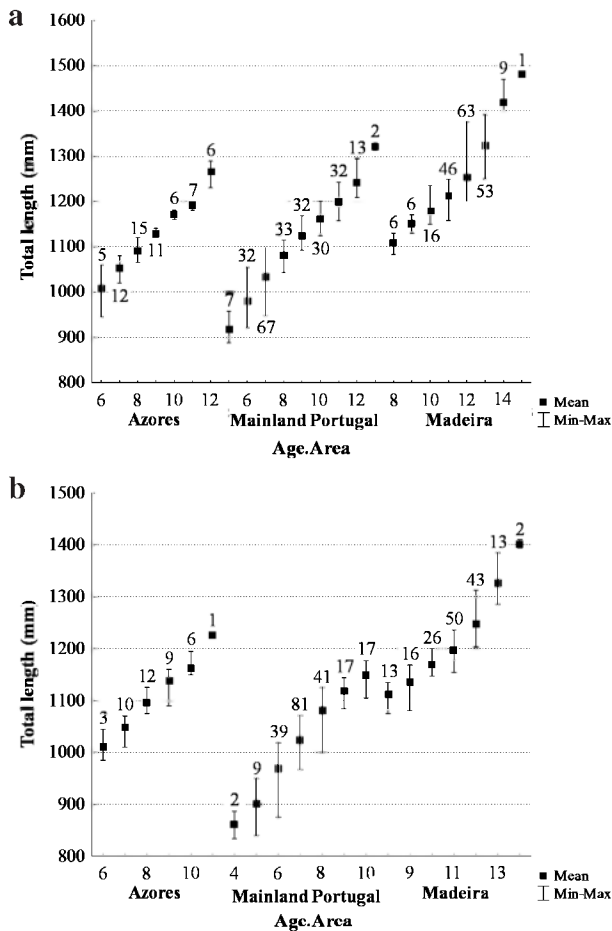 a
1600
1500
1400
1300
1200
1100
1000
900
800
Total length (mm)
5 12 15 11 6 7 6 7 32 67 33 32 30 32 13 2 6 6 16 46 63 53 9 1
6 8 10 12 6 8 10 12 8 10 12 14
Azores Mainland Portugal Madeira
Age.Area
Mean
Min-Max
b
1500
1400
1300
1200
1100
1000
900
800
Total length (mm)
3 10 12 9 6 1 2 9 39 81 41 17 17 13 16 26 50 43 13 2
6 8 10 4 6 8 10 9 11 13
Azores Mainland Portugal Madeira
Age.Area
Mean
Min-Max